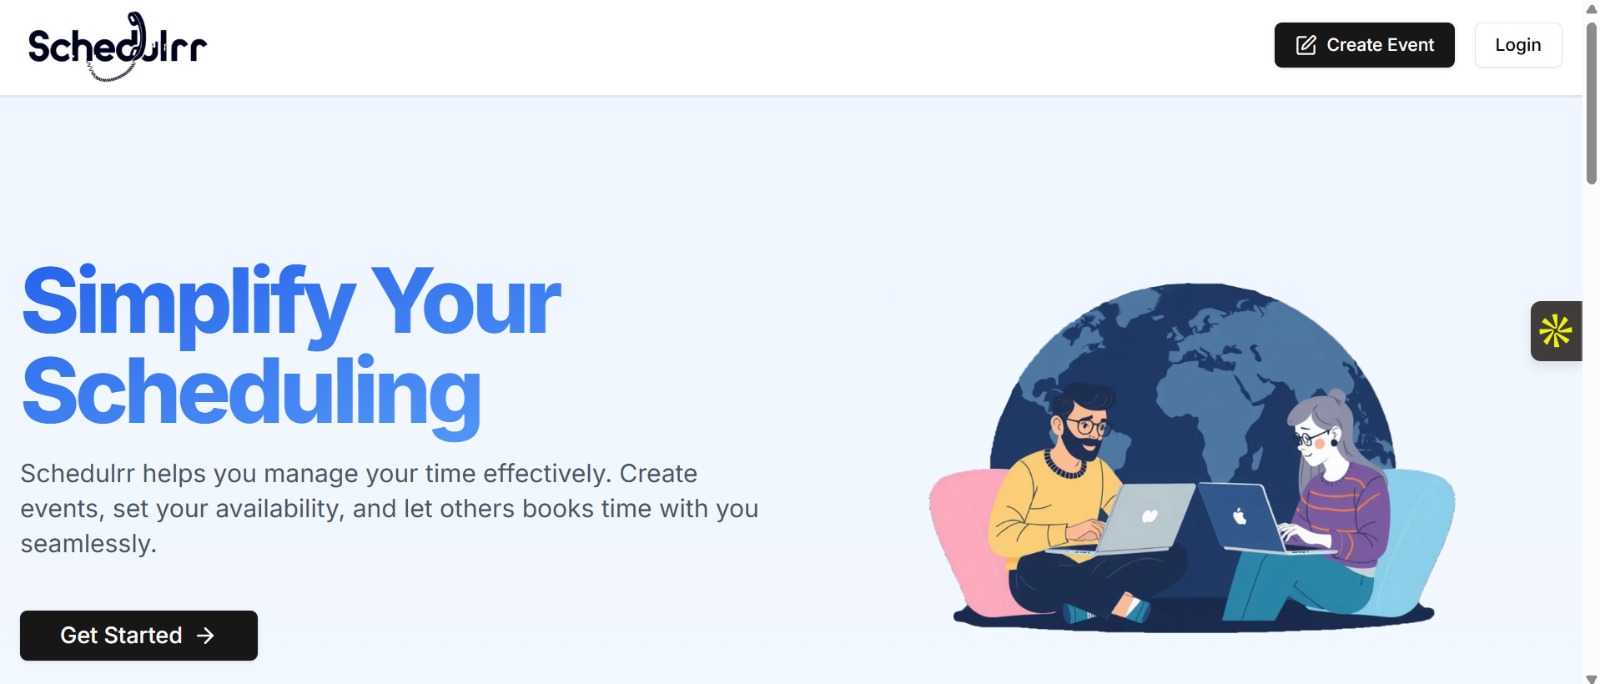 Schedulrr
Create Event
Login
Simplify Your
Scheduling
Schedulrr helps you manage your time effectively. Create
events, set your availability, and let others books time with you
seamlessly.
Get Started